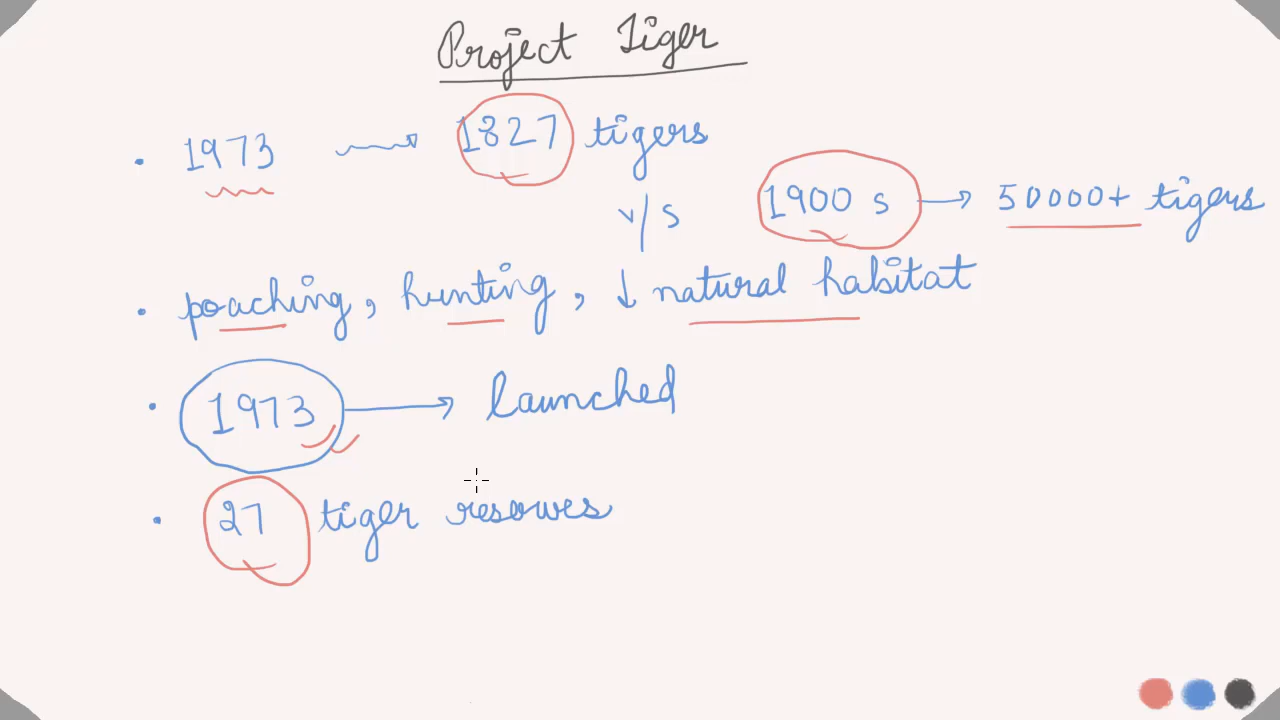 Project Tiger
• 1973 → 1827 tigers
v/s 1900 s → 50000+ tigers
• poaching, hunting, ↓ natural habitat
• 1973 → launched
• 27 tiger reserves